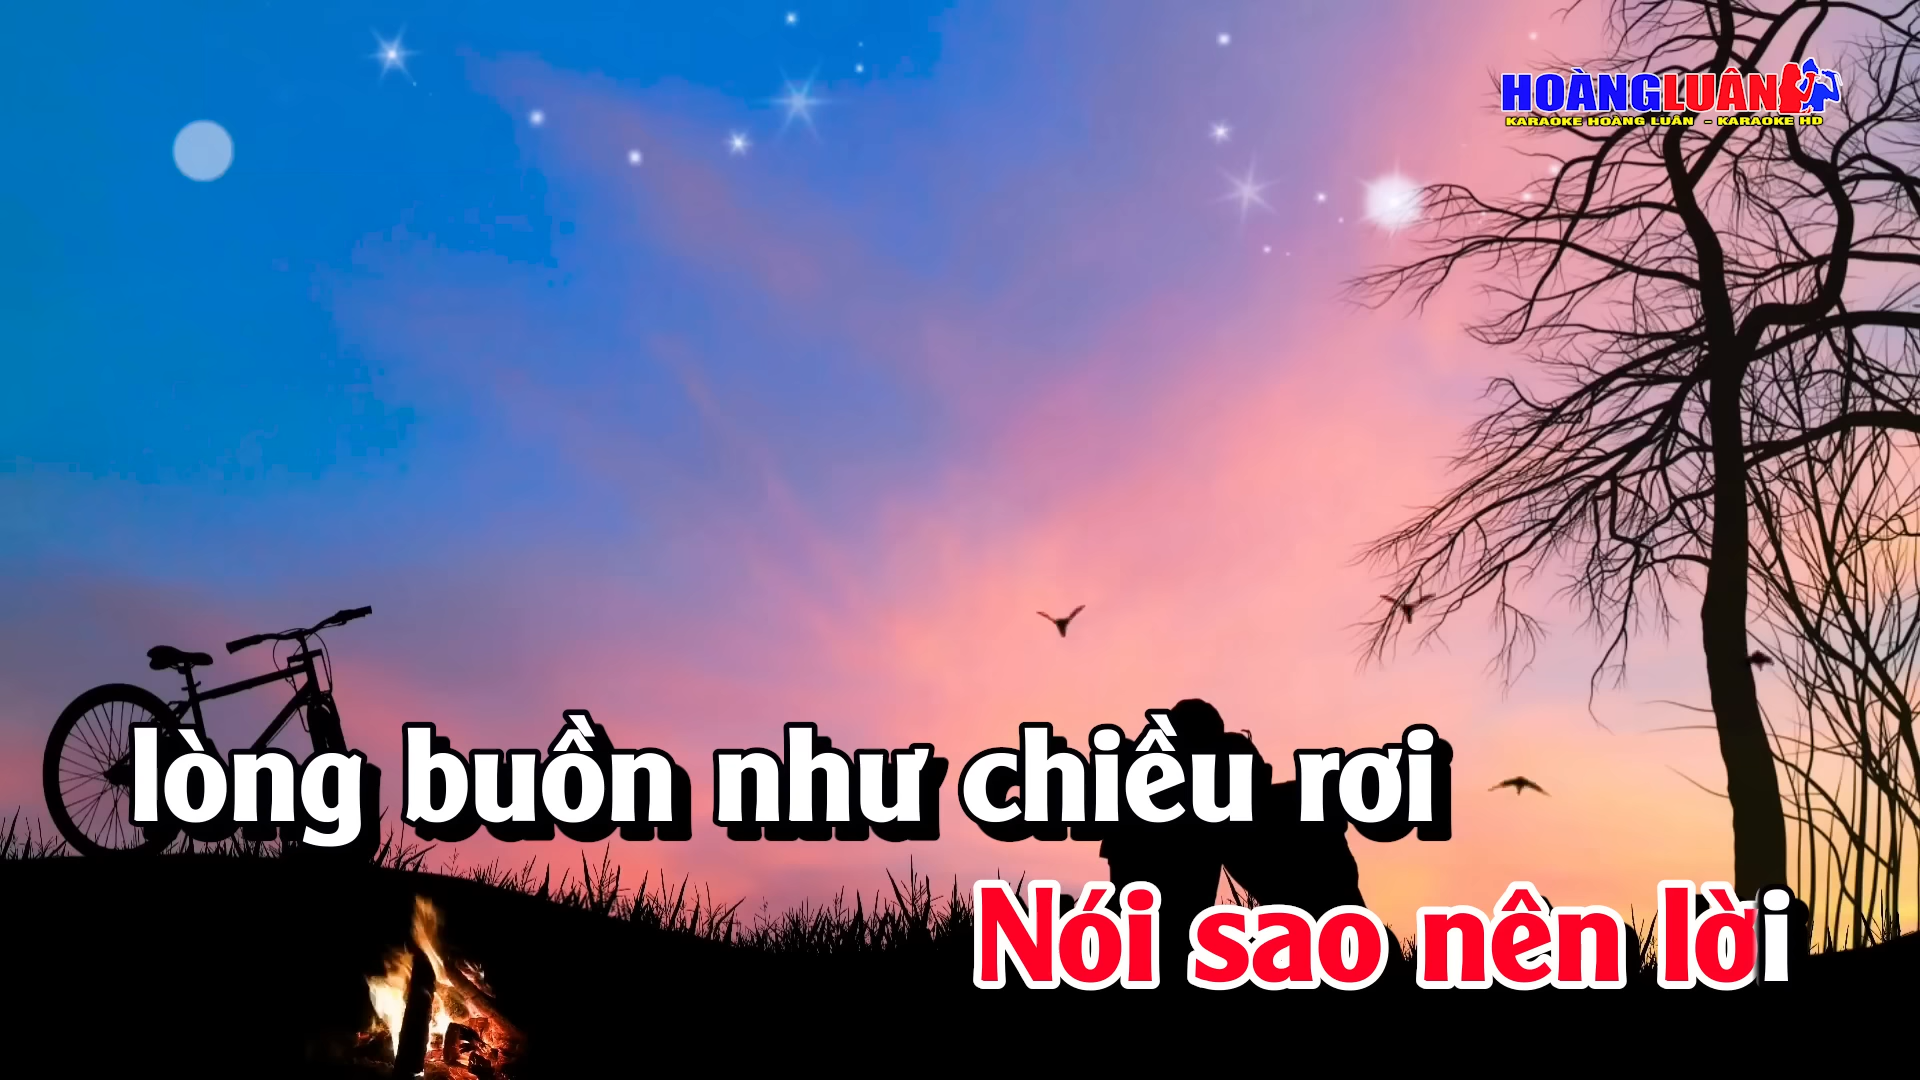 HOÀNGLUÂN
KARAOKE HOÀNG LUÂN - KARAOKE HD
lòng buồn như chiều rơi
Nói sao nên lời